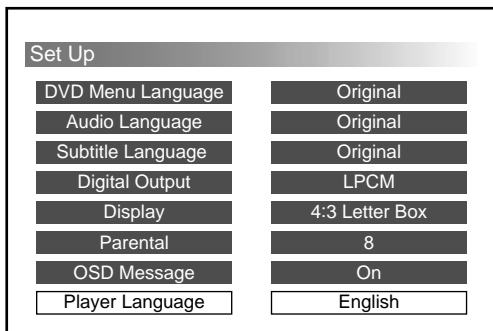 Set Up
DVD Menu Language Original
Audio Language Original
Subtitle Language Original
Digital Output LPCM
Display 4:3 Letter Box
Parental 8
OSD Message On
Player Language English